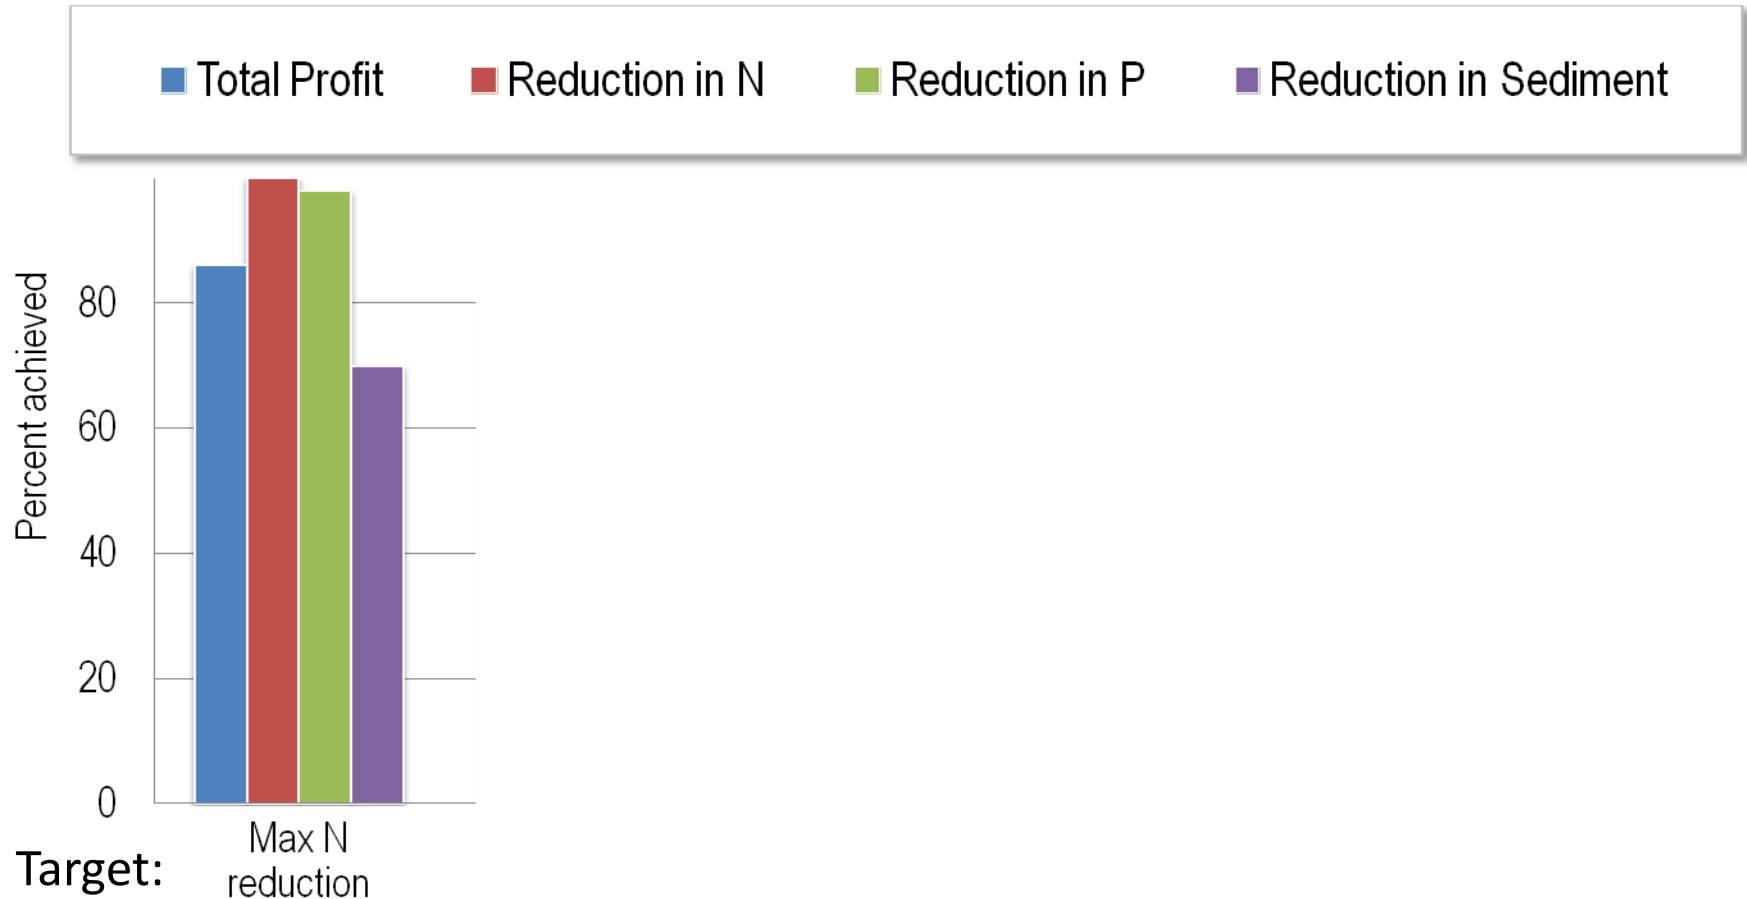 Total Profit Reduction in N Reduction in P Reduction in Sediment
Percent achieved
80
60
40
20
0
Max N
reduction
Target: